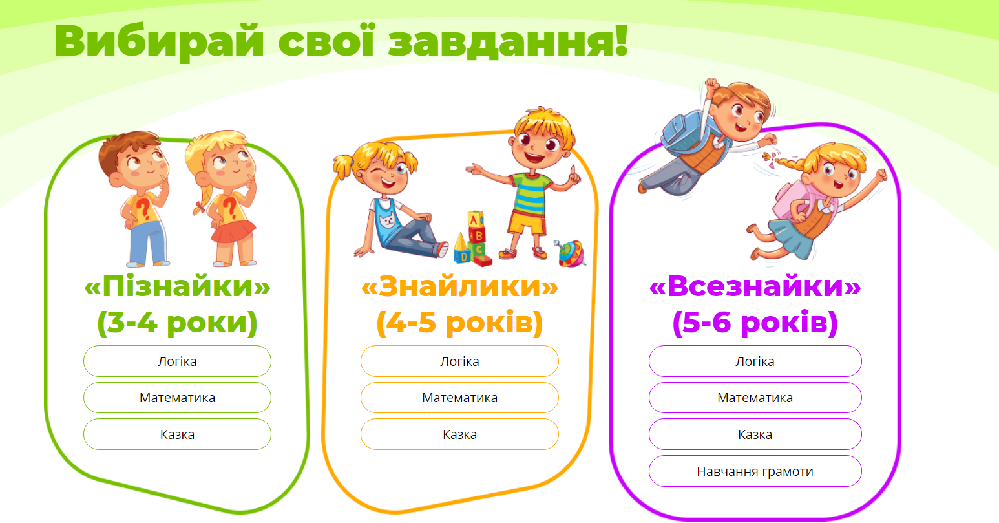 Вибирай свої завдання!
?
?
A
B
C
D
«Пізнайки»
(3-4 роки)
Логіка
Математика
Казка
«Знайлики»
(4-5 років)
Логіка
Математика
Казка
«Всезнайки»
(5-6 років)
Логіка
Математика
Казка
Навчання грамоти